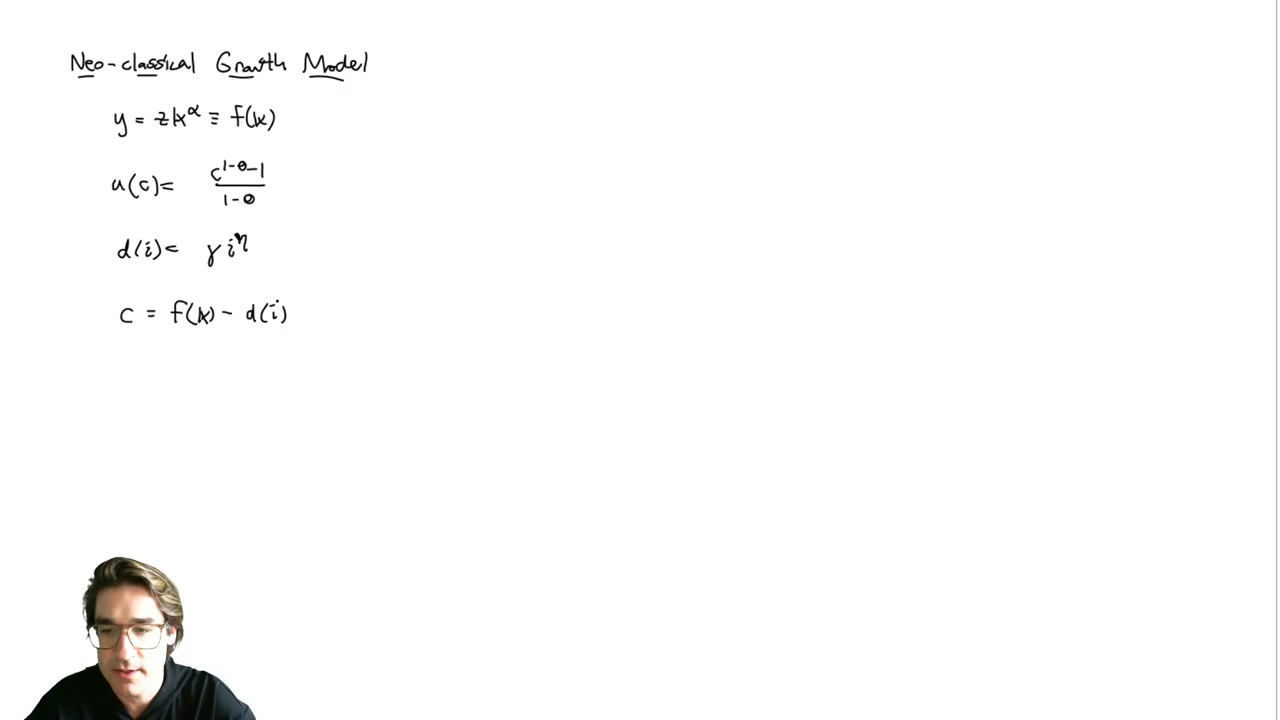 Neo-classical Growth Model
y = zk^α ≡ f(k)
u(c) = (c^(1-θ) - 1)/(1-θ)
d(i) = γ i^η
c = f(k) - d(i)